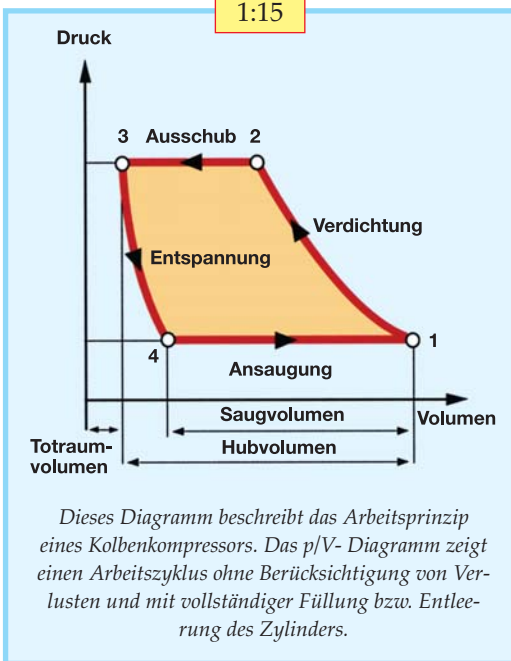 1:15
Druck
3 Ausschub 2
Verdichtung
Entspannung
4
1
Ansaugung
Saugvolumen
Volumen
Totraum-
volumen
Hubvolumen
Dieses Diagramm beschreibt das Arbeitsprinzip
eines Kolbenkompressors. Das p/V- Diagramm zeigt
einen Arbeitszyklus ohne Berücksichtigung von Ver-
lusten und mit vollständiger Füllung bzw. Entlee-
rung des Zylinders.